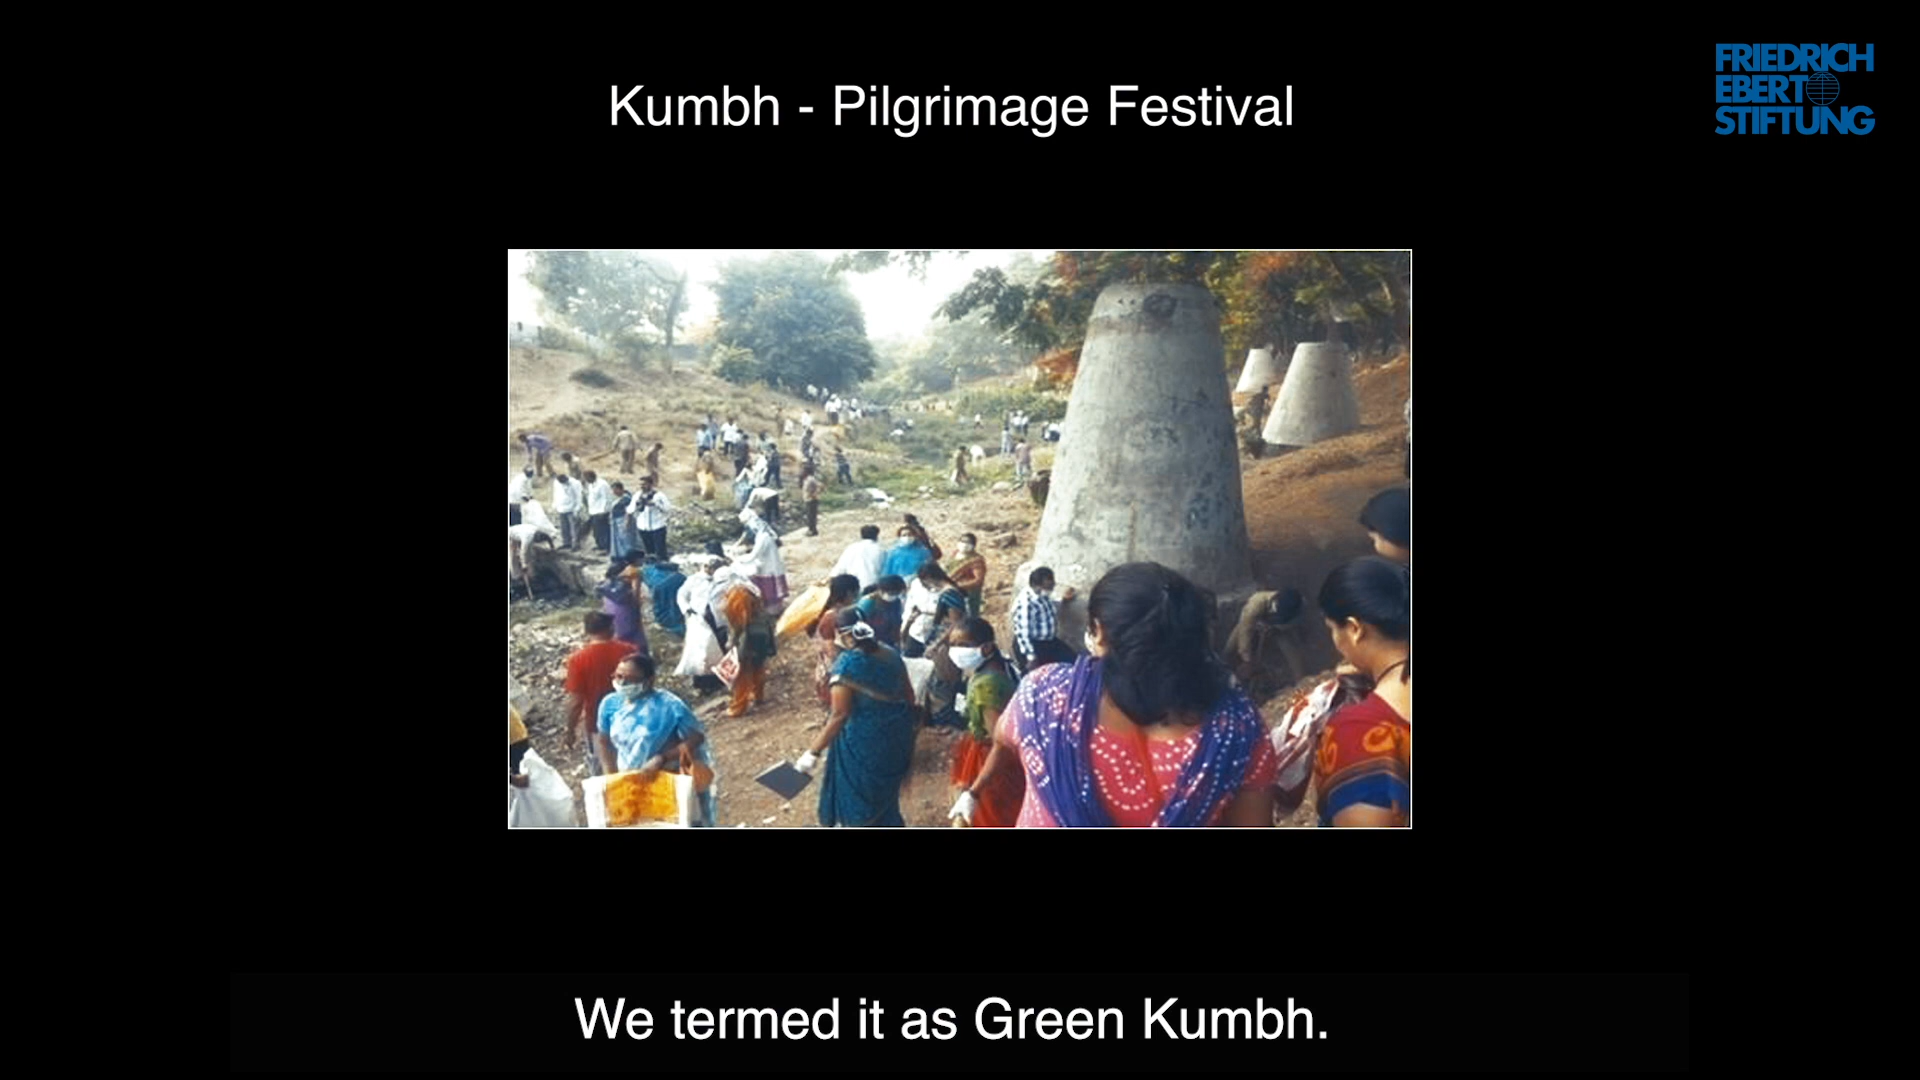 Kumbh - Pilgrimage Festival
FRIEDRICH
EBERT
STIFTUNG
We termed it as Green Kumbh.